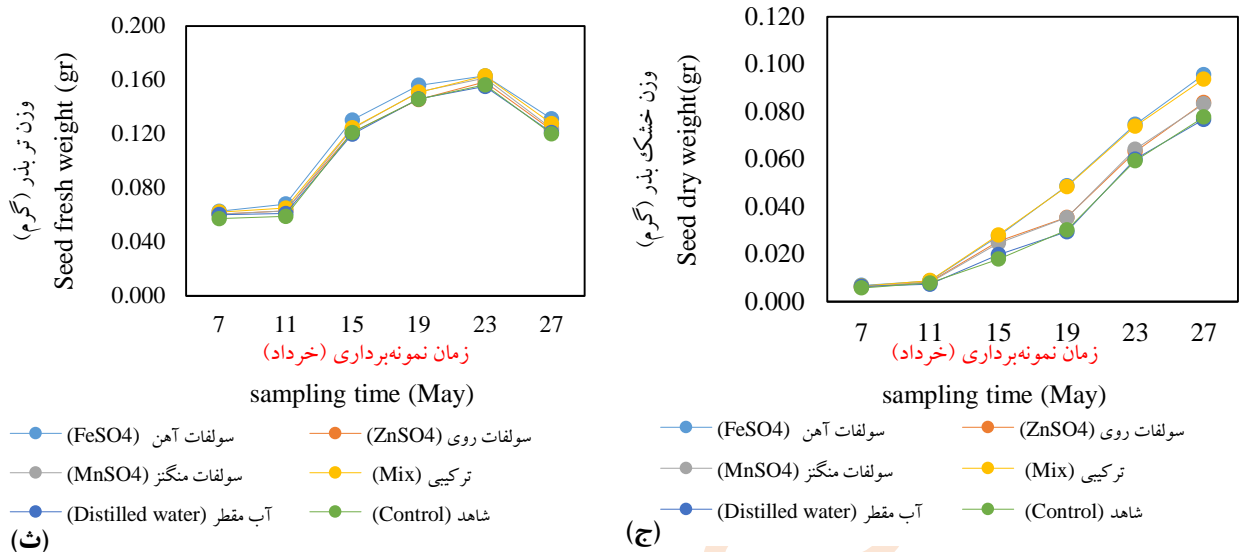 وزن تر بذر (گرم)
Seed fresh weight (gr)
0.200
0.160
0.120
0.080
0.040
0.000
7 11 15 19 23 27
زمان نمونه‌برداری (خرداد)
sampling time (May)
سولفات آهن (FeSO4)
سولفات روی (ZnSO4)
سولفات منگنز (MnSO4)
ترکیبی (Mix)
آب مقطر (Distilled water)
شاهد (Control)
(ث)
وزن خشک بذر (گرم)
Seed dry weight(gr)
0.120
0.100
0.080
0.060
0.040
0.020
0.000
7 11 15 19 23 27
زمان نمونه‌برداری (خرداد)
sampling time (May)
سولفات آهن (FeSO4)
سولفات روی (ZnSO4)
سولفات منگنز (MnSO4)
ترکیبی (Mix)
آب مقطر (Distilled water)
شاهد (Control)
(ج)